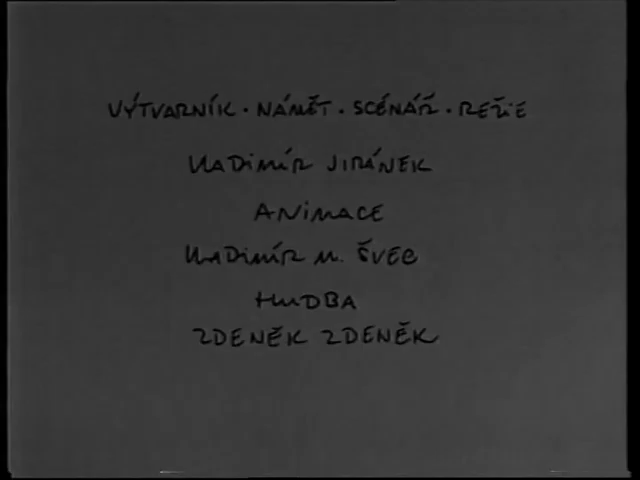 VÝTVARNÍK · NÁMĚT · SCÉNÁŘ · REŽIE
VLADIMÍR JIRÁNEK
ANIMACE
VLADIMÍR M. ŠVEC
HUDBA
ZDENĚK ZDENĚK